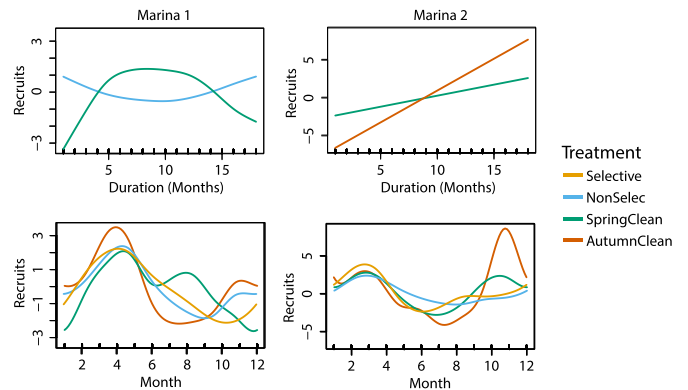 Marina 1
Marina 2
3
0
−3
Recruits
5
10
15
Duration (Months)
5
0
−5
Recruits
5
10
15
Duration (Months)
Treatment
Selective
NonSelec
SpringClean
AutumnClean
3
1
−1
−3
Recruits
2
4
6
8
10
12
Month
5
0
−5
Recruits
2
4
6
8
10
12
Month